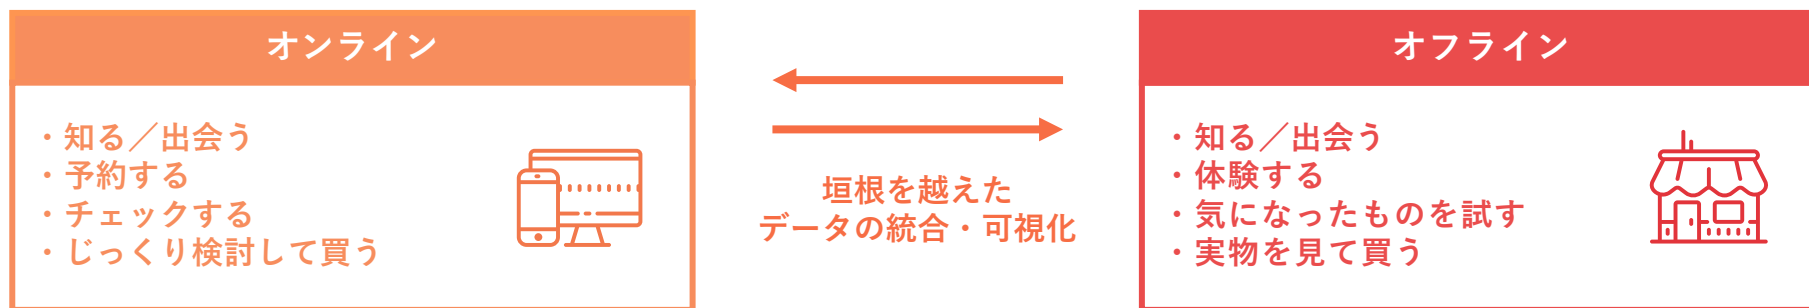 オンライン
・知る／出会う
・予約する
・チェックする
・じっくり検討して買う
垣根を越えた
データの統合・可視化
オフライン
・知る／出会う
・体験する
・気になったものを試す
・実物を見て買う